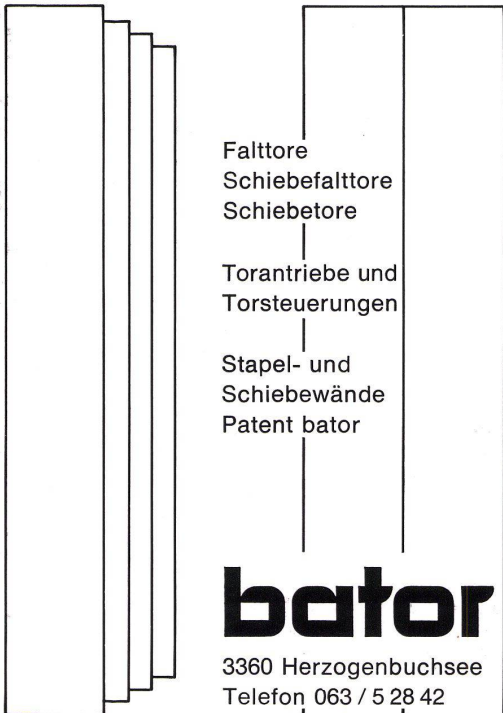 Falttore
Schiebefalttore
Schiebetore
Torantriebe und
Torsteuerungen
Stapel- und
Schiebewände
Patent bator
bator
3360 Herzogenbuchsee
Telefon 063 / 5 28 42